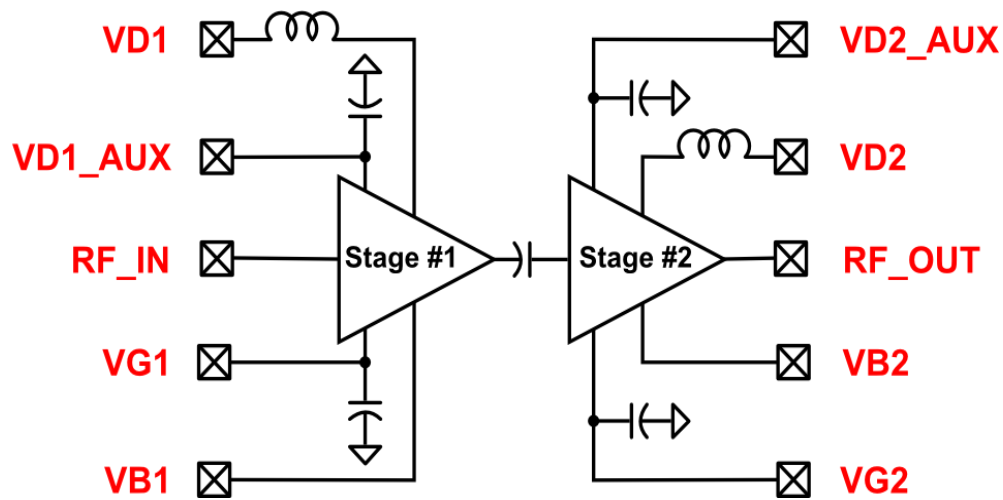 VD1
VD2_AUX
VD1_AUX
VD2
RF_IN
Stage #1
Stage #2
RF_OUT
VG1
VB2
VB1
VG2